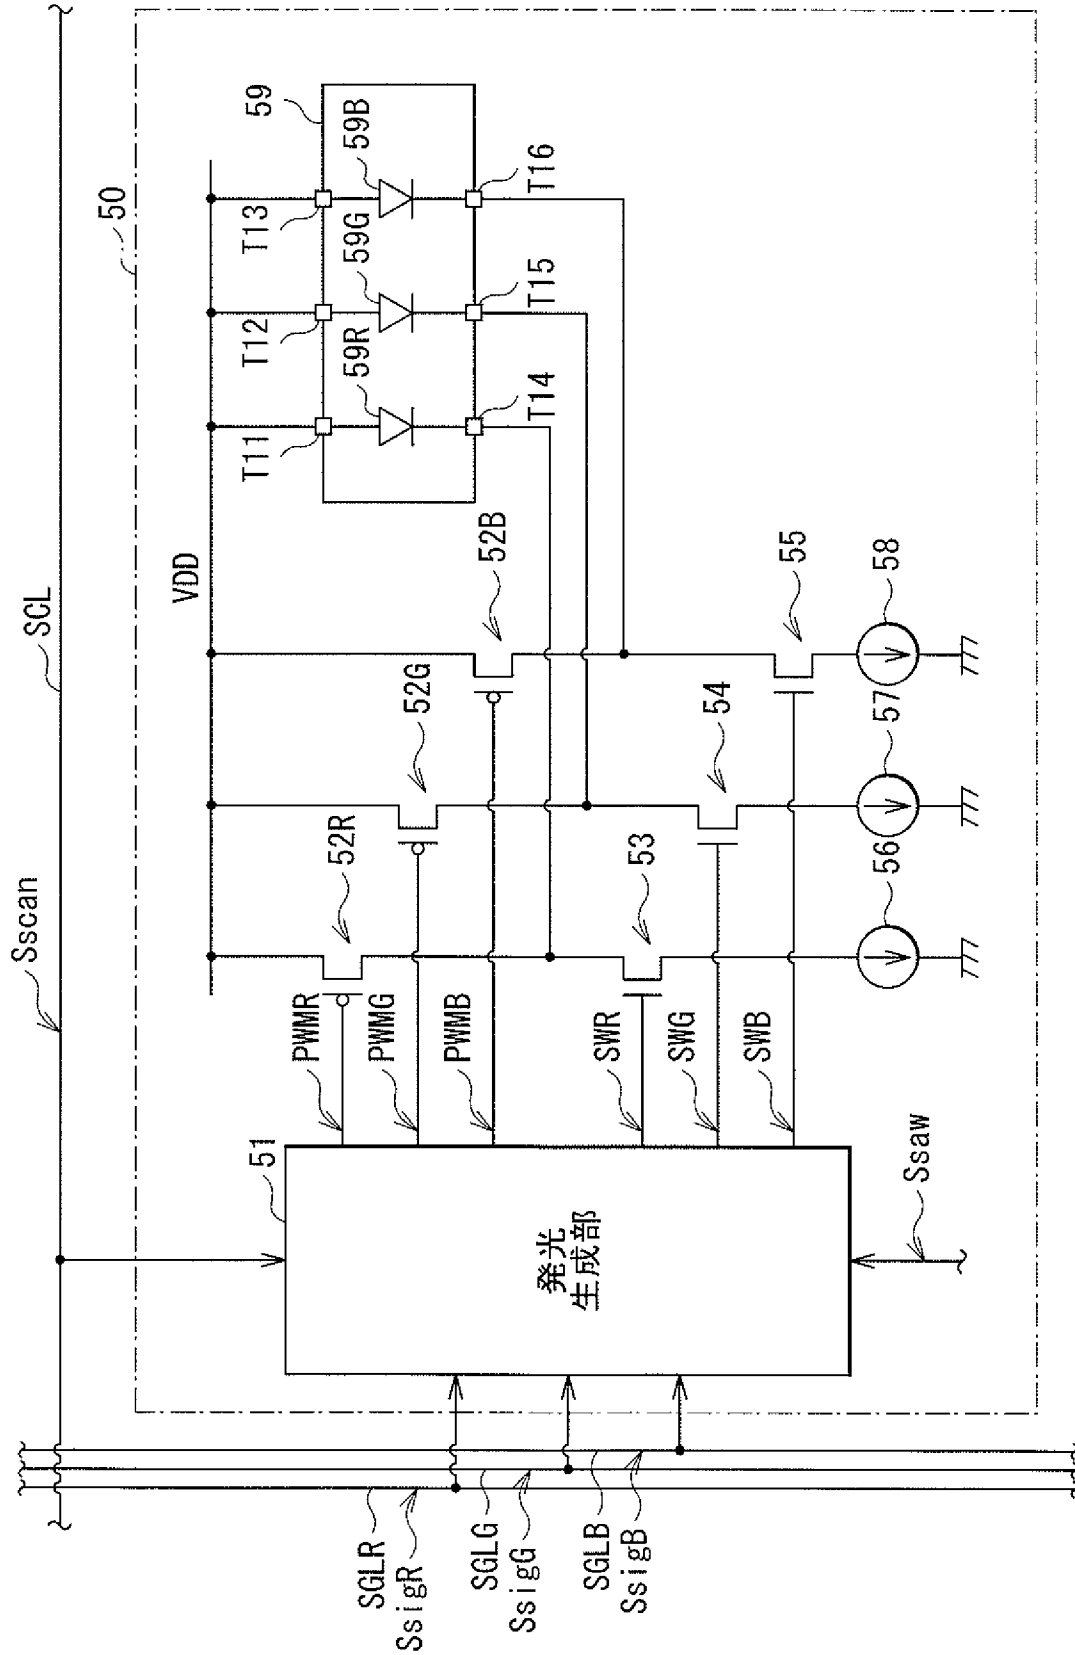 Sscan
SCL
50
VDD
T11
T12
T13
59
59R
59G
59B
T14
T15
T16
51
PWMR
PWMG
PWMB
52R
52G
52B
SWR
SWG
SWB
53
54
55
56
57
58
発光
生成部
Ssaw
SGLR
SsigR
SGLG
SsigG
SGLB
SsigB